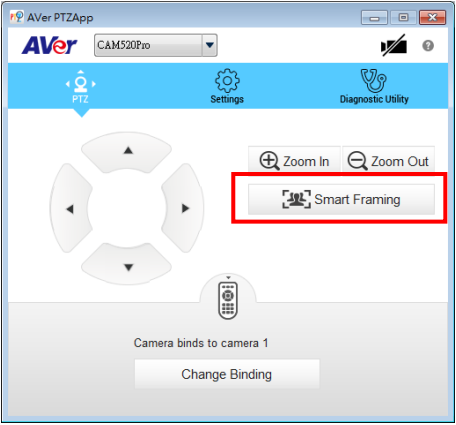 AVer PTZApp
AVer CAM520Pro
PTZ Settings Diagnostic Utility
Zoom In Zoom Out
Smart Framing
Camera binds to camera 1
Change Binding